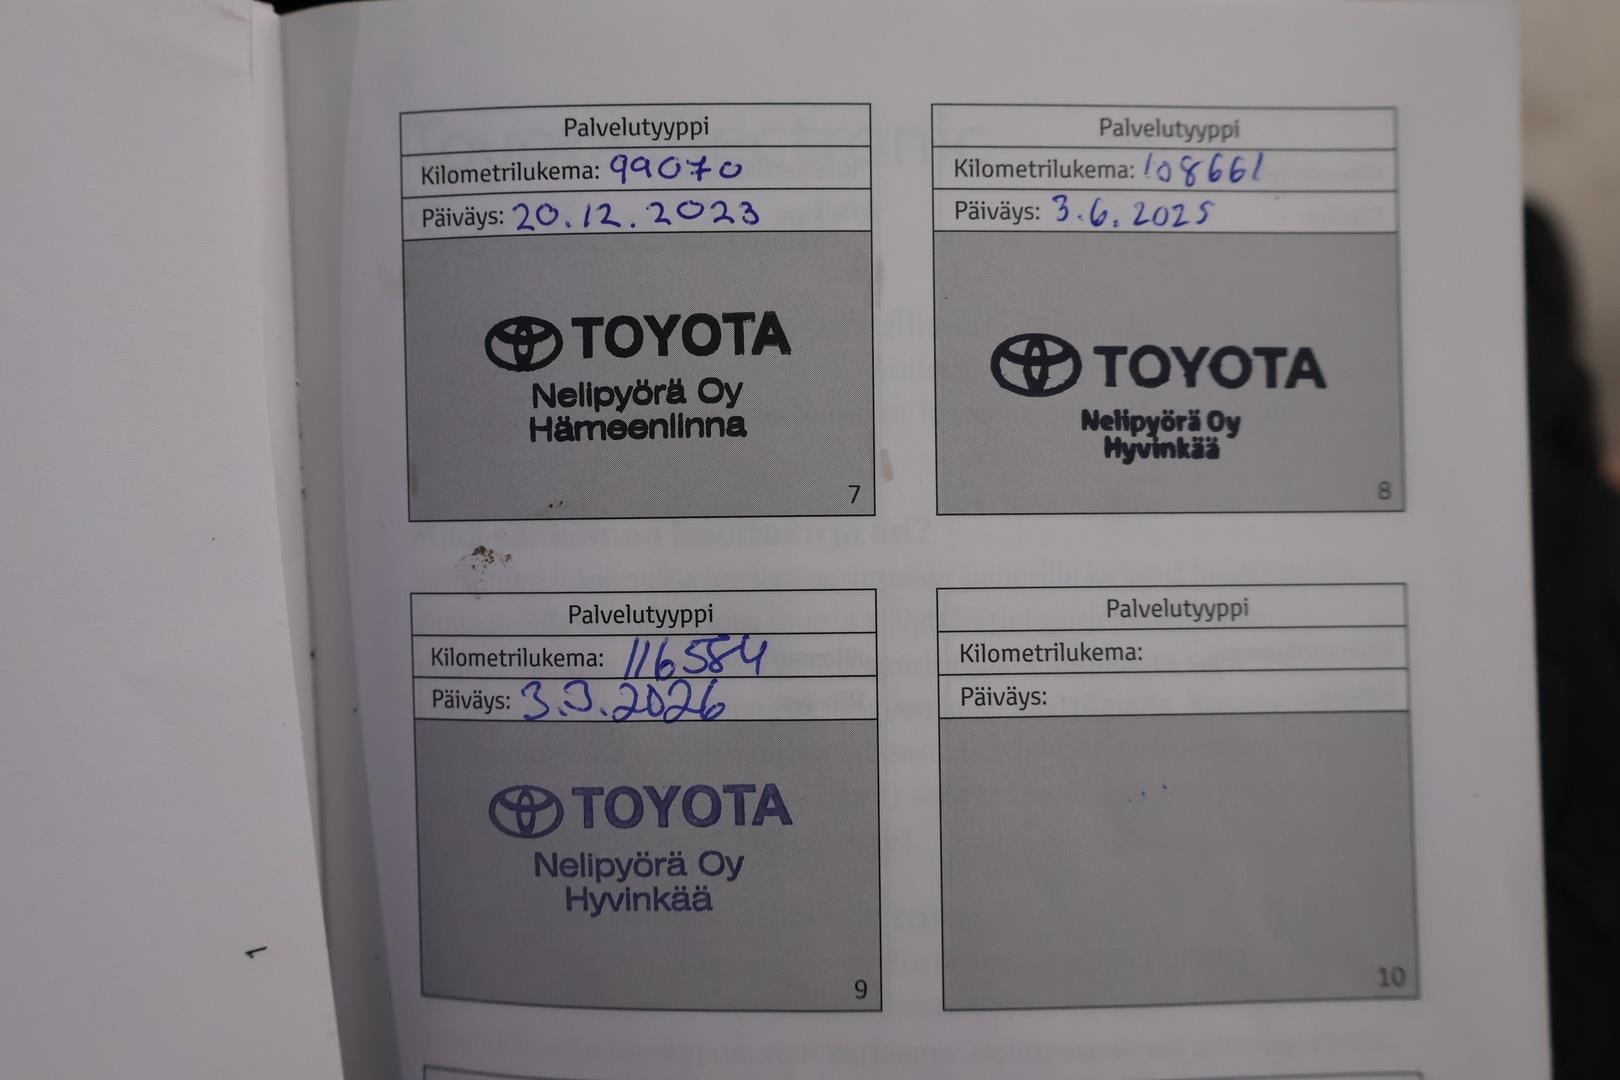 Palvelutyyppi
Kilometrilukema: 99070
Päiväys: 20.12.2023
TOYOTA
Nelipyörä Oy
Hämeenlinna
7
Palvelutyyppi
Kilometrilukema: 108661
Päiväys: 3.6.2025
TOYOTA
Nelipyörä Oy
Hyvinkää
8
Palvelutyyppi
Kilometrilukema: 116584
Päiväys: 3.3.2026
TOYOTA
Nelipyörä Oy
Hyvinkää
9
Palvelutyyppi
Kilometrilukema:
Päiväys:
10